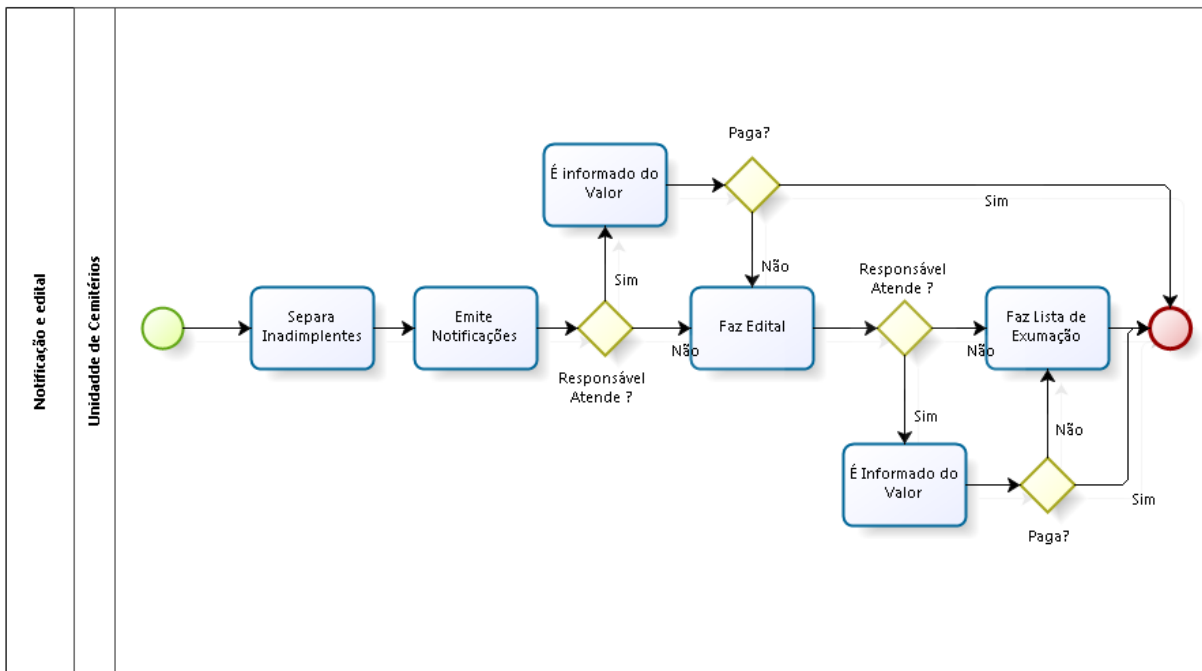 Notificação e edital
Unidadde de Cemitérios
Separa
Inadimplentes
Emite
Notificações
Responsável
Atende ?
Sim
Não
É informado do
Valor
Paga?
Sim
Não
Faz Edital
Responsável
Atende ?
Não
Sim
É Informado do
Valor
Paga?
Não
Sim
Faz Lista de
Exumação